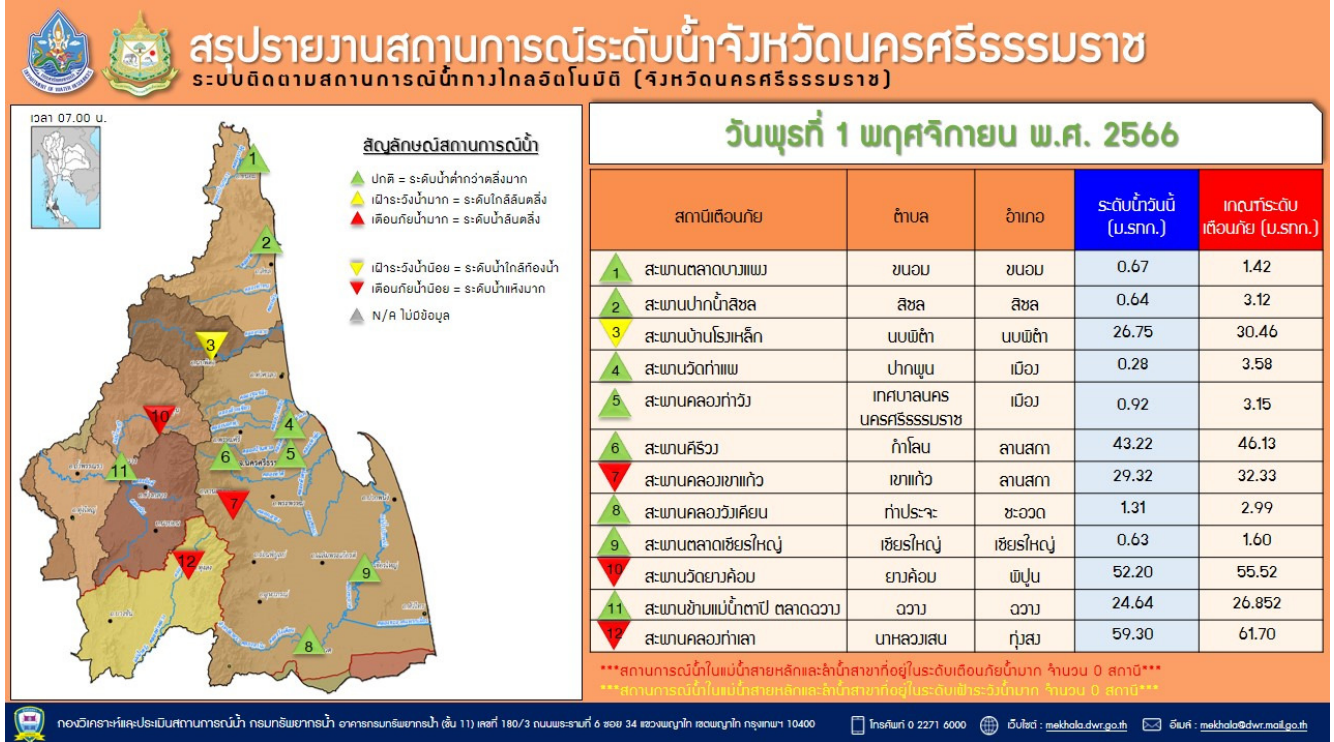 สรุปรายงานสถานการณ์ระดับน้ำจังหวัดนครศรีธรรมราช
ระบบติดตามสถานการณ์น้ำทางไกลอัตโนมัติ (จังหวัดนครศรีธรรมราช)
เวลา 07.00 น.
สัญลักษณ์สถานการณ์น้ำ
ปกติ = ระดับน้ำต่ำกว่าตลิ่งมาก
เฝ้าระวังน้ำมาก = ระดับใกล้ล้นตลิ่ง
เตือนภัยน้ำมาก = ระดับน้ำล้นตลิ่ง
เฝ้าระวังน้ำน้อย = ระดับน้ำใกล้ท้องน้ำ
เตือนภัยน้ำน้อย = ระดับน้ำแห้งมาก
N/A ไม่มีข้อมูล
1
2
3
10
4
6 5
11
7
12
9
8
วันพุธที่ 1 พฤศจิกายน พ.ศ. 2566
สถานีเตือนภัย ตำบล อำเภอ ระดับน้ำวันนี้ (ม.รทก.) เกณฑ์ระดับเตือนภัย (ม.รทก.)
1 สะพานตลาดบางแพง ขนอม ขนอม 0.67 1.42
2 สะพานปากน้ำสิชล สิชล สิชล 0.64 3.12
3 สะพานบ้านโรงเหล็ก นบพิตำ นบพิตำ 26.75 30.46
4 สะพานวัดท่าแพ ปากพูน เมือง 0.28 3.58
5 สะพานคลองท่าวัง เทศบาลนครนครศรีธรรมราช เมือง 0.92 3.15
6 สะพานคีรีวง กำโลน ลานสกา 43.22 46.13
7 สะพานคลองเขาแก้ว เขาแก้ว ลานสกา 29.32 32.33
8 สะพานคลองวังเคียน ท่าประจะ ชะอวด 1.31 2.99
9 สะพานตลาดเชียรใหญ่ เชียรใหญ่ เชียรใหญ่ 0.63 1.60
10 สะพานวัดยางค้อม ยางค้อม พิปูน 52.20 55.52
11 สะพานข้ามแม่น้ำตาปี ตลาดฉวาง ฉวาง ฉวาง 24.64 26.852
12 สะพานคลองท่าเลา นาหลวงเสน ทุ่งสง 59.30 61.70
***สถานการณ์น้ำในแม่น้ำสายหลักและลำน้ำสาขาที่อยู่ในระดับเตือนภัยน้ำมาก จำนวน 0 สถานี***
***สถานการณ์น้ำในแม่น้ำสายหลักและลำน้ำสาขาที่อยู่ในระดับเฝ้าระวังน้ำมาก จำนวน 0 สถานี***
กองวิเคราะห์และประเมินสถานการณ์น้ำ กรมทรัพยากรน้ำ อาคารกรมทรัพยากรน้ำ (ชั้น 11) เลขที่ 180/3 ถนนพระรามที่ 6 ซอย 34 แขวงพญาไท เขตพญาไท กรุงเทพฯ 10400 โทรศัพท์ 0 2271 6000 เว็บไซต์ : mekhala.dwr.go.th อีเมล์ : mekhala@dwr.mail.go.th